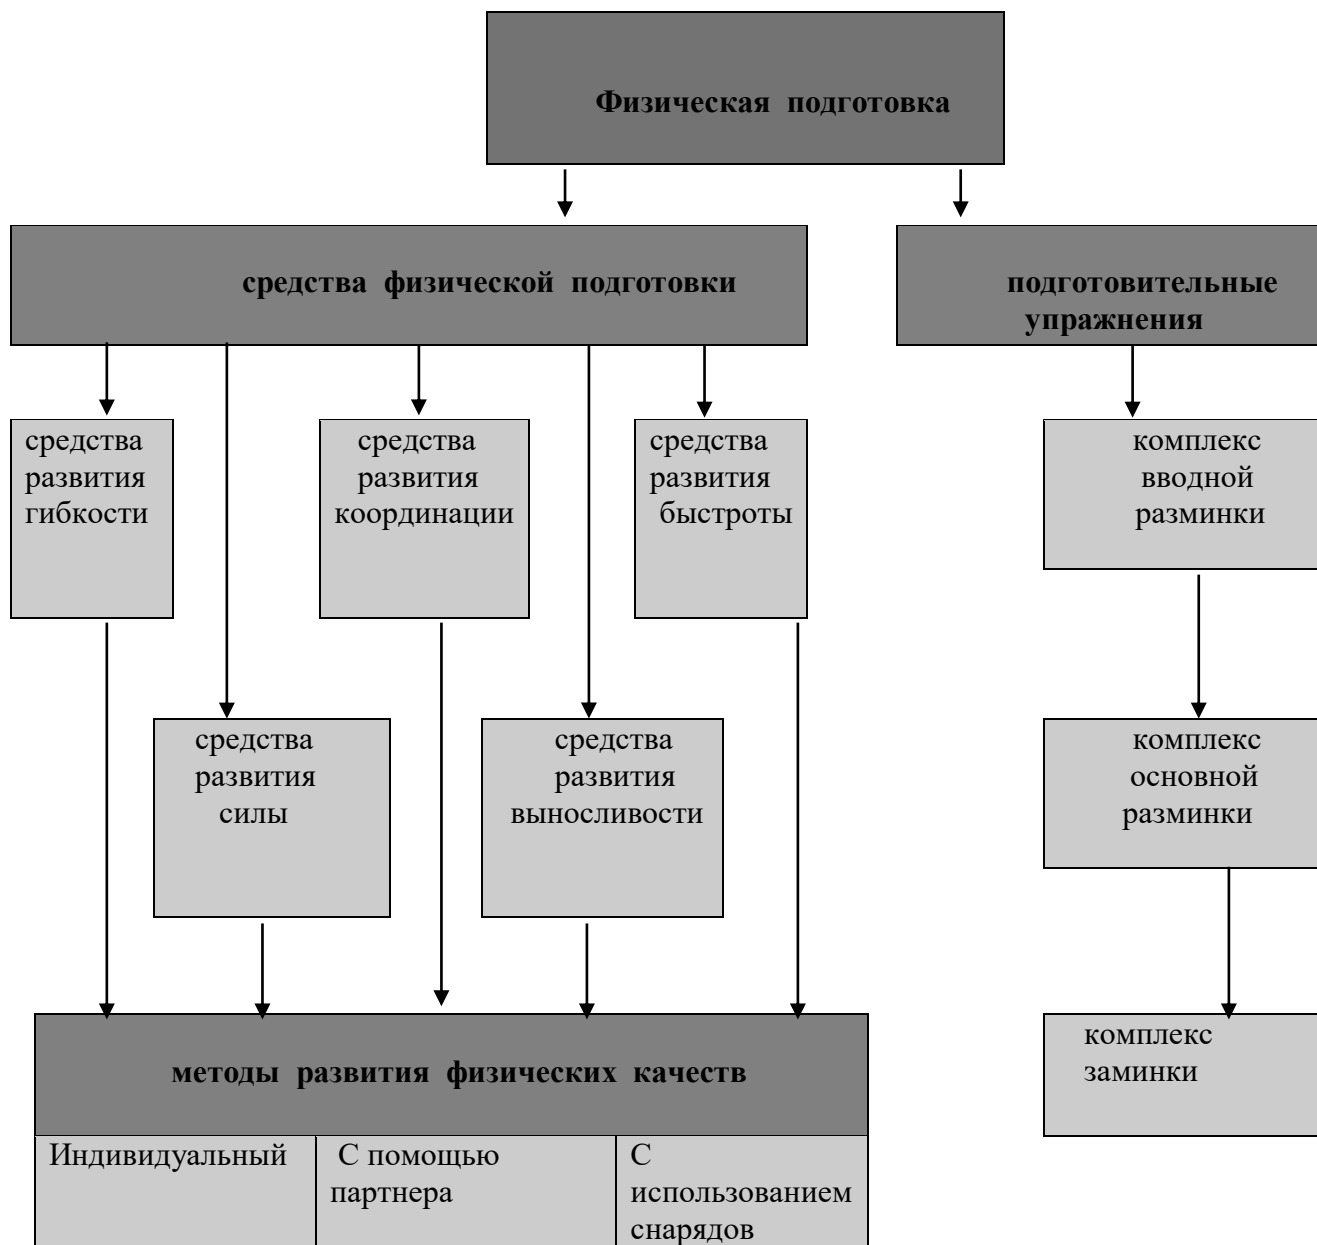 Физическая подготовка
средства физической подготовки
подготовительные
упражнения
средства
развития
гибкости
средства
развития
координации
средства
развития
быстроты
комплекс
вводной
разминки
средства
развития
силы
средства
развития
выносливости
комплекс
основной
разминки
методы развития физических качеств
Индивидуальный
С помощью
партнера
С
использованием
снарядов
комплекс
заминки